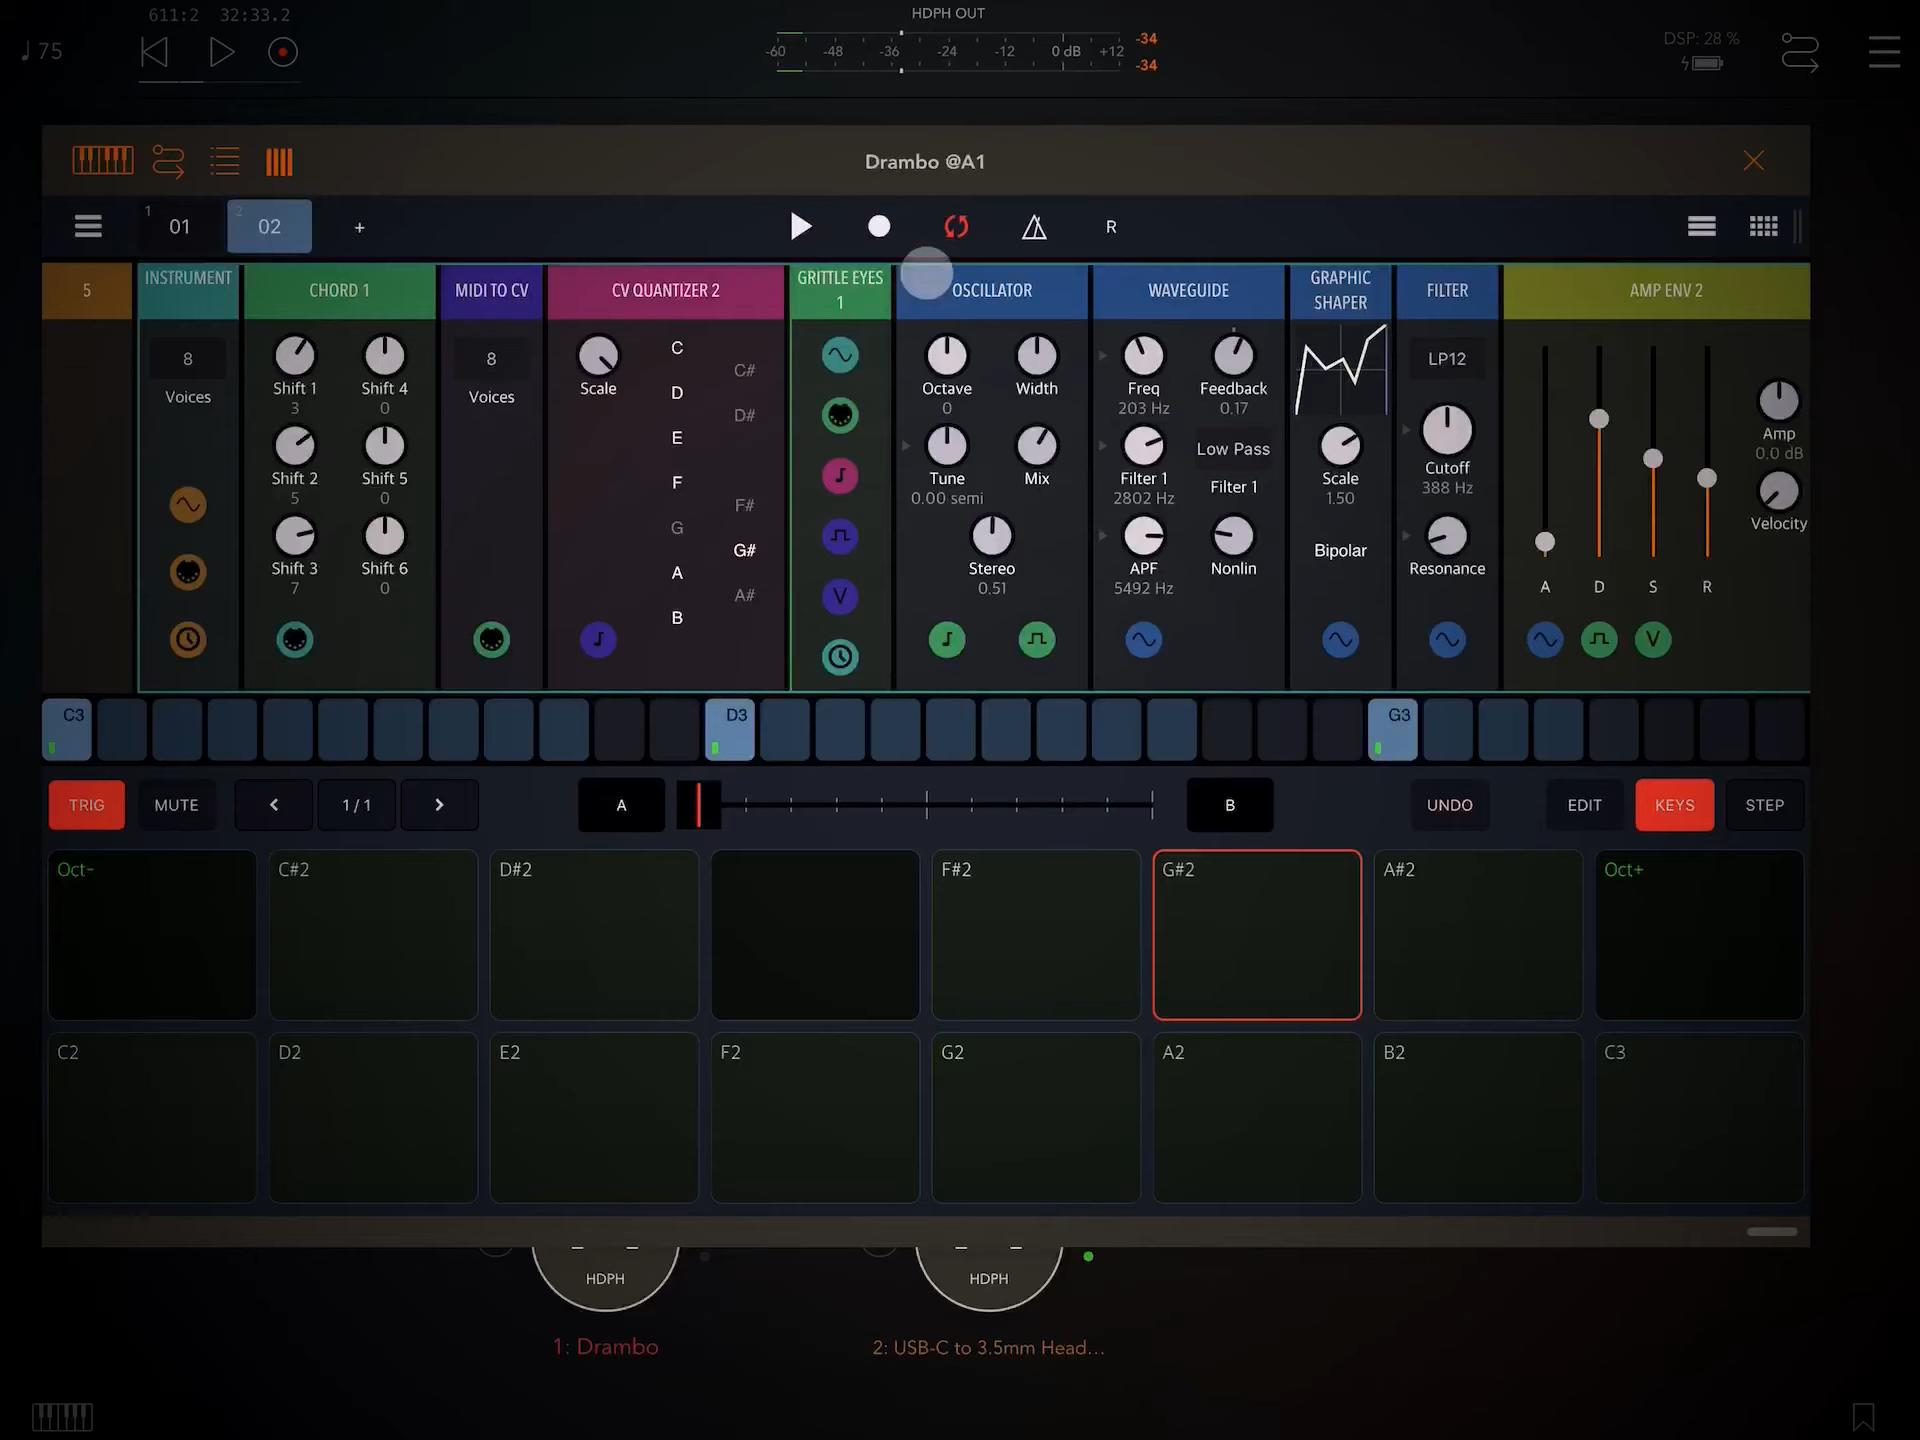 611:2 32:33.2
HDPH OUT
75
-60 -48 -36 -24 -12 0 dB +12
-34
-34
DSP: 28 %
Drambo @A1
1 01
2 02
+
R
5
INSTRUMENT
CHORD 1
MIDI TO CV
CV QUANTIZER 2
GRITTLE EYES
1
OSCILLATOR
WAVEGUIDE
GRAPHIC
SHAPER
FILTER
AMP ENV 2
8
Voices
Shift 1
3
Shift 4
0
Shift 2
5
Shift 5
0
Shift 3
7
Shift 6
0
8
Voices
Scale
C
C#
D
D#
E
F
F#
G
G#
A
A#
B
V
Octave
0
Width
Tune
0.00 semi
Mix
Stereo
0.51
Freq
203 Hz
Feedback
0.17
Filter 1
2802 Hz
Low Pass
Filter 1
APF
5492 Hz
Nonlin
Scale
1.50
Bipolar
LP12
Cutoff
388 Hz
Resonance
A D S R
V
Amp
0.0 dB
Velocity
C3 D3 G3
TRIG MUTE < 1 / 1 > A B UNDO EDIT KEYS STEP
Oct- C#2 D#2 F#2 G#2 A#2 Oct+
C2 D2 E2 F2 G2 A2 B2 C3
HDPH HDPH
1: Drambo 2: USB-C to 3.5mm Head...